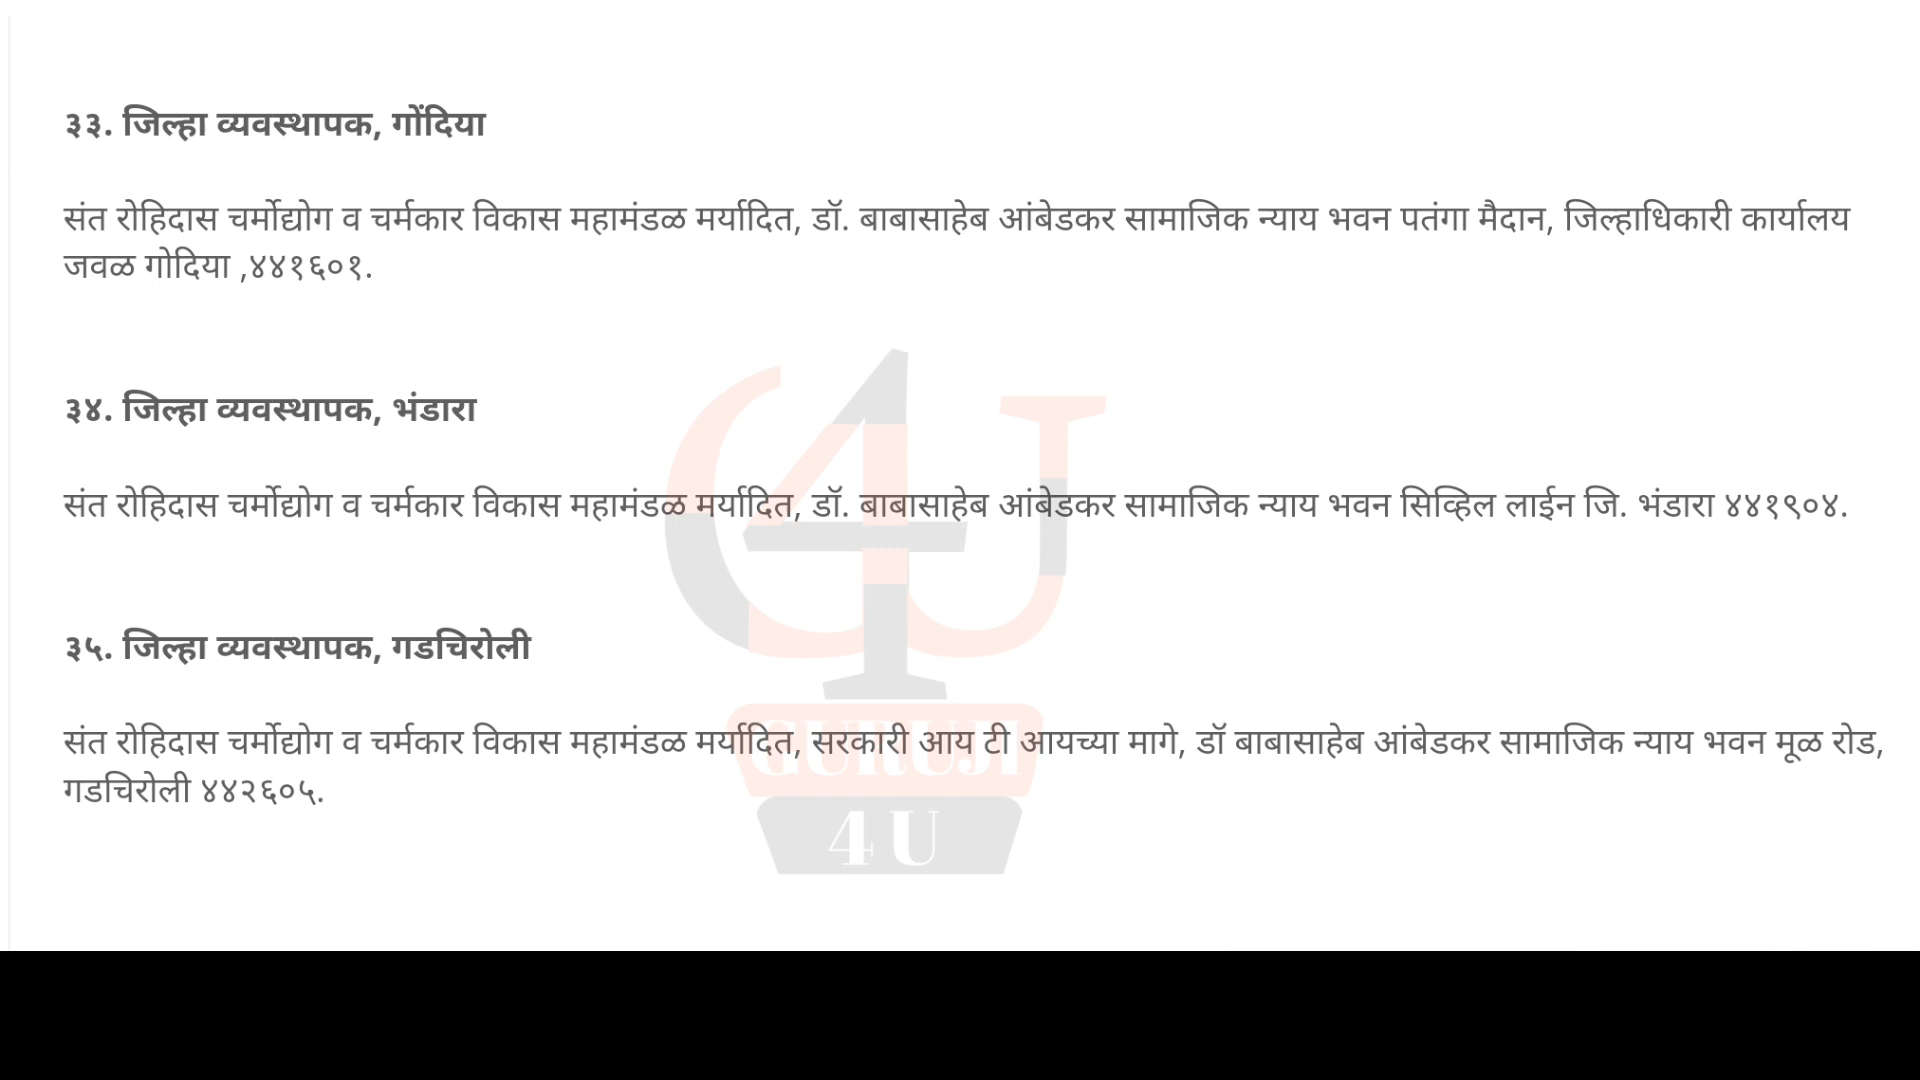 ३३. जिल्हा व्यवस्थापक, गोंदिया
संत रोहिदास चर्मोद्योग व चर्मकार विकास महामंडळ मर्यादित, डॉ. बाबासाहेब आंबेडकर सामाजिक न्याय भवन पतंगा मैदान, जिल्हाधिकारी कार्यालय
जवळ गोदिया ,४४१६०१.
३४. जिल्हा व्यवस्थापक, भंडारा
संत रोहिदास चर्मोद्योग व चर्मकार विकास महामंडळ मर्यादित, डॉ. बाबासाहेब आंबेडकर सामाजिक न्याय भवन सिव्हिल लाईन जि. भंडारा ४४१९०४.
३५. जिल्हा व्यवस्थापक, गडचिरोली
संत रोहिदास चर्मोद्योग व चर्मकार विकास महामंडळ मर्यादित, सरकारी आय टी आयच्या मागे, डॉ बाबासाहेब आंबेडकर सामाजिक न्याय भवन मूळ रोड,
गडचिरोली ४४२६०५.
G4U
GURUJI
4 U